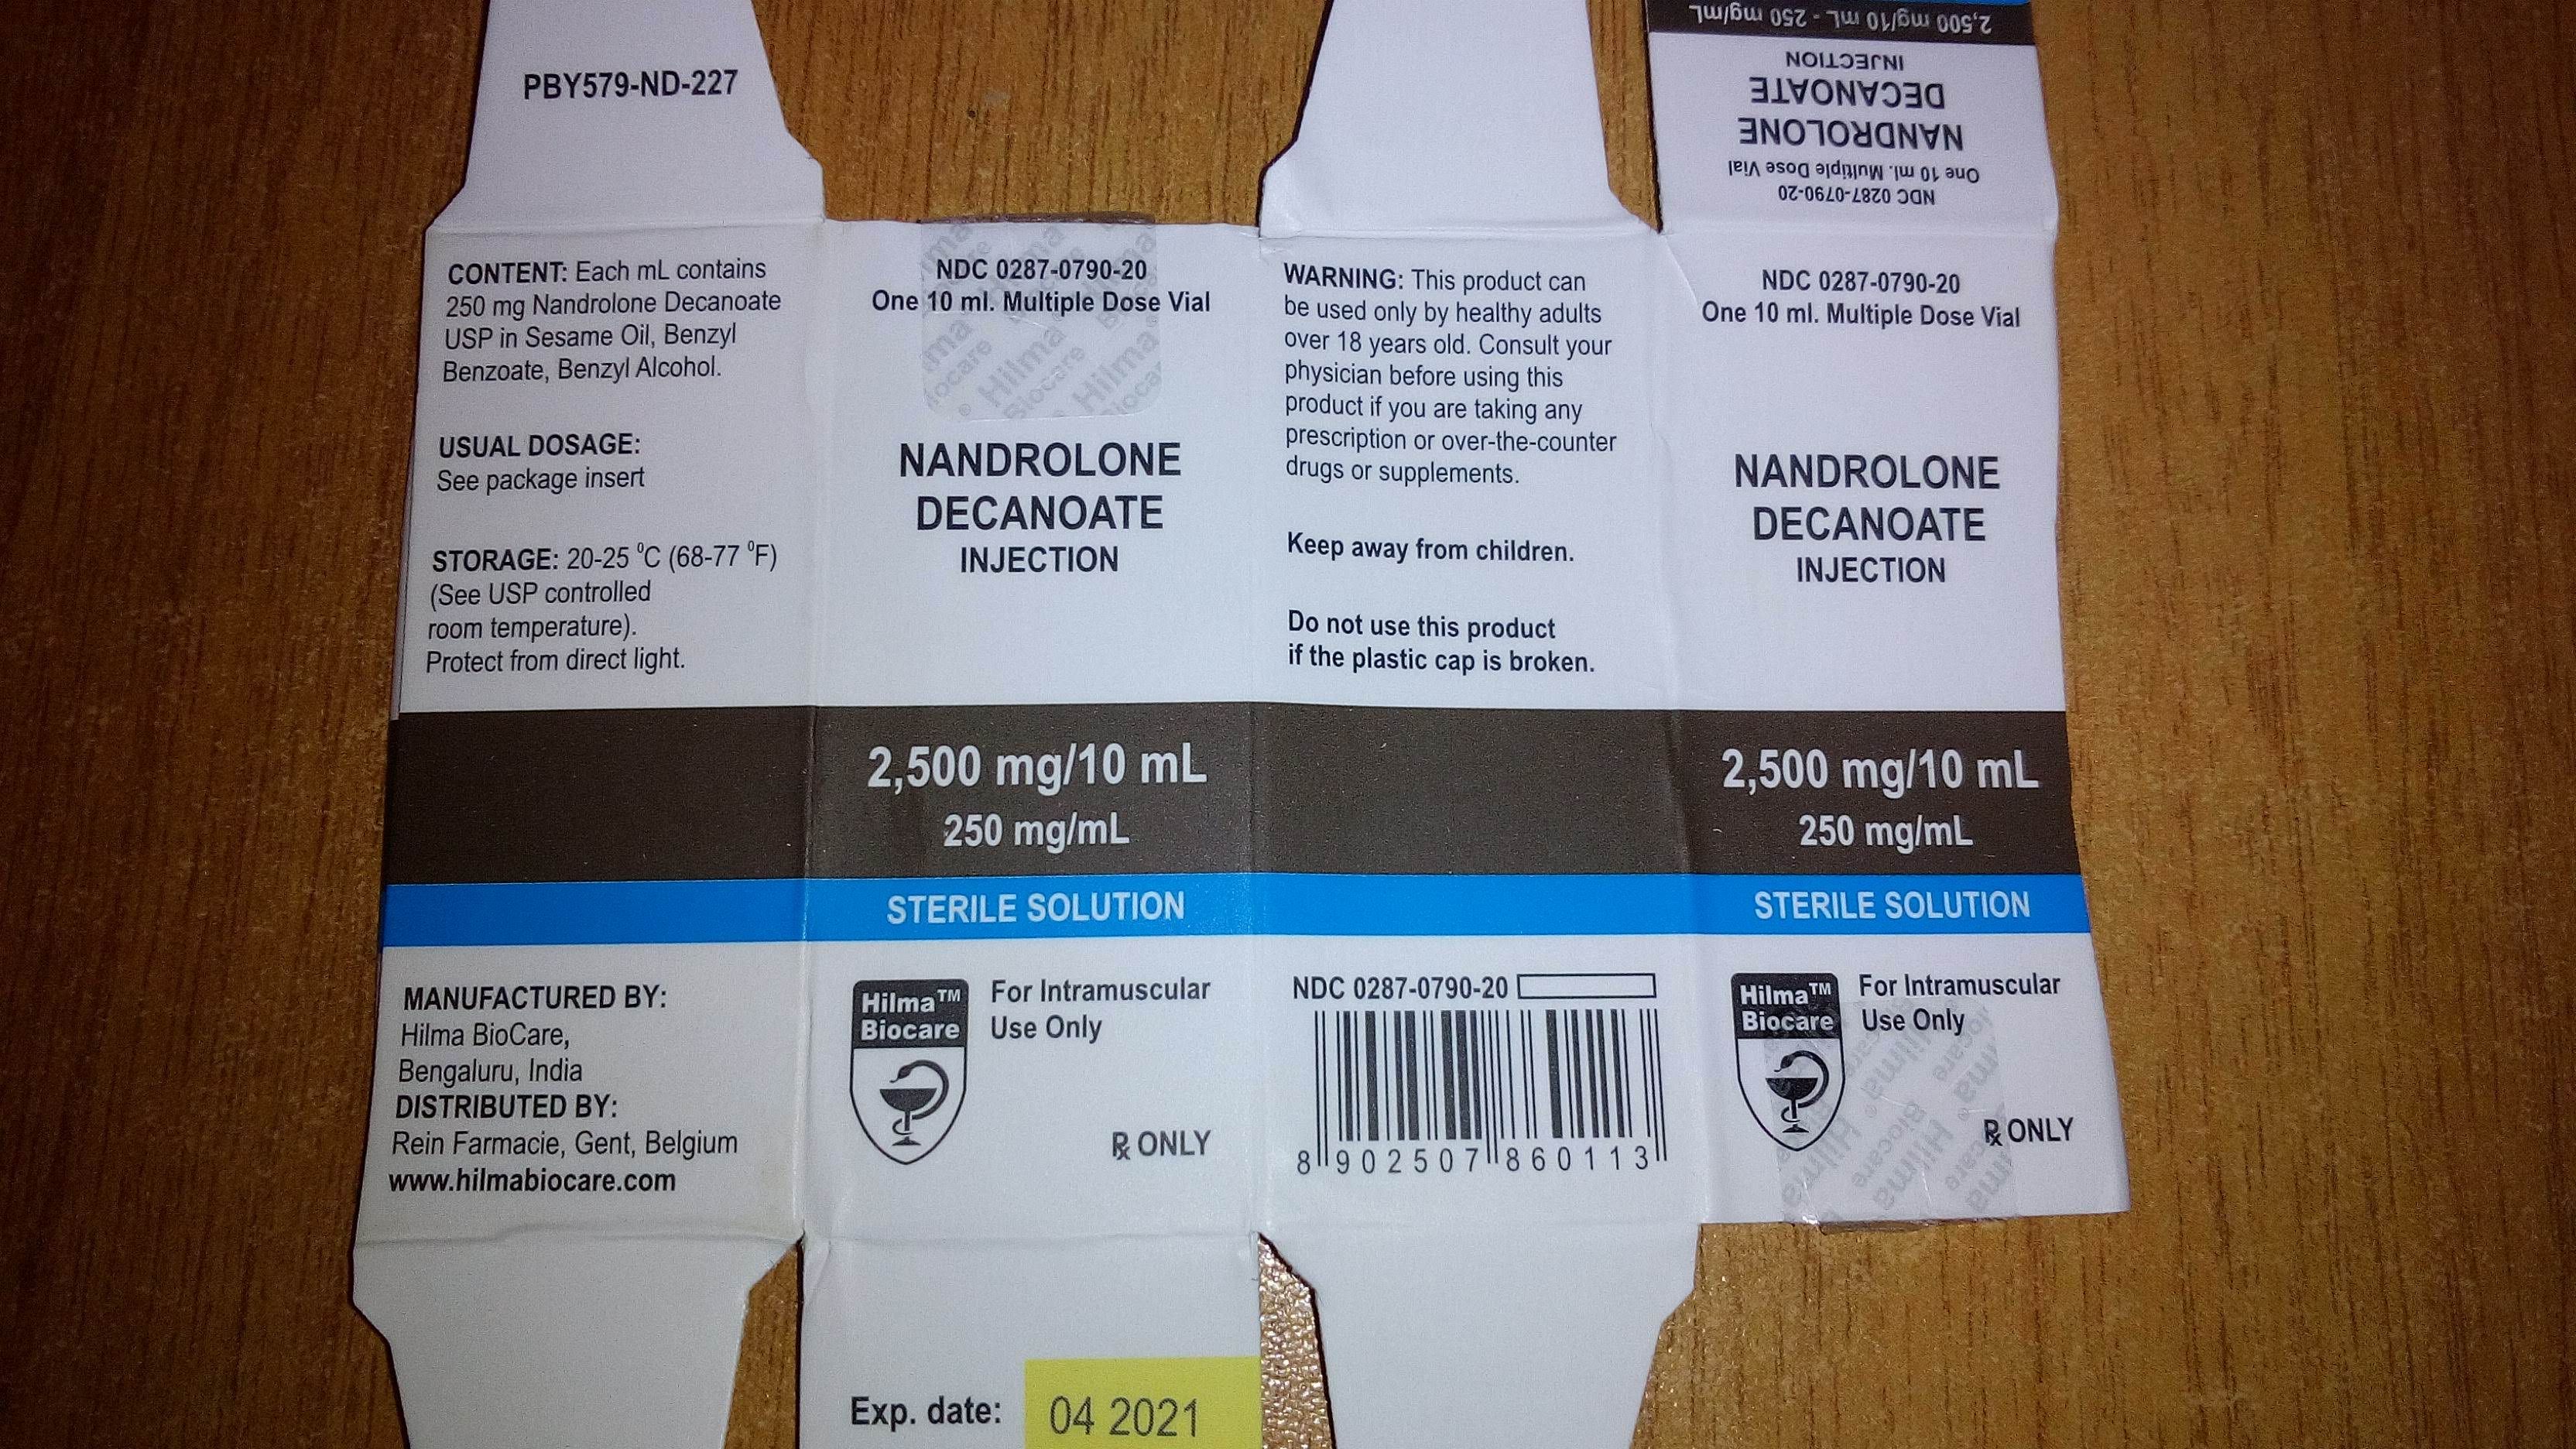 PBY579-ND-227
CONTENT: Each mL contains
250 mg Nandrolone Decanoate
USP in Sesame Oil, Benzyl
Benzoate, Benzyl Alcohol.
USUAL DOSAGE:
See package insert
STORAGE: 20-25 °C (68-77 °F)
(See USP controlled
room temperature).
Protect from direct light.
MANUFACTURED BY:
Hilma BioCare,
Bengaluru, India
DISTRIBUTED BY:
Rein Farmacie, Gent, Belgium
www.hilmabiocare.com
NDC 0287-0790-20
One 10 ml. Multiple Dose Vial
Hilma
Biocare
Hilma
NANDROLONE
DECANOATE
INJECTION
2,500 mg/10 mL
250 mg/mL
STERILE SOLUTION
Hilma™
Biocare
For Intramuscular
Use Only
℞ ONLY
Exp. date: 04 2021
WARNING: This product can
be used only by healthy adults
over 18 years old. Consult your
physician before using this
product if you are taking any
prescription or over-the-counter
drugs or supplements.
Keep away from children.
Do not use this product
if the plastic cap is broken.
NDC 0287-0790-20
8 902507 860113
NDC 0287-0790-20
One 10 ml. Multiple Dose Vial
NANDROLONE
DECANOATE
INJECTION
2,500 mg/10 mL - 250 mg/mL
NDC 0287-0790-20
One 10 ml. Multiple Dose Vial
NANDROLONE
DECANOATE
INJECTION
2,500 mg/10 mL
250 mg/mL
STERILE SOLUTION
Hilma™
Biocare
For Intramuscular
Use Only
℞ ONLY
Hilma
Biocare